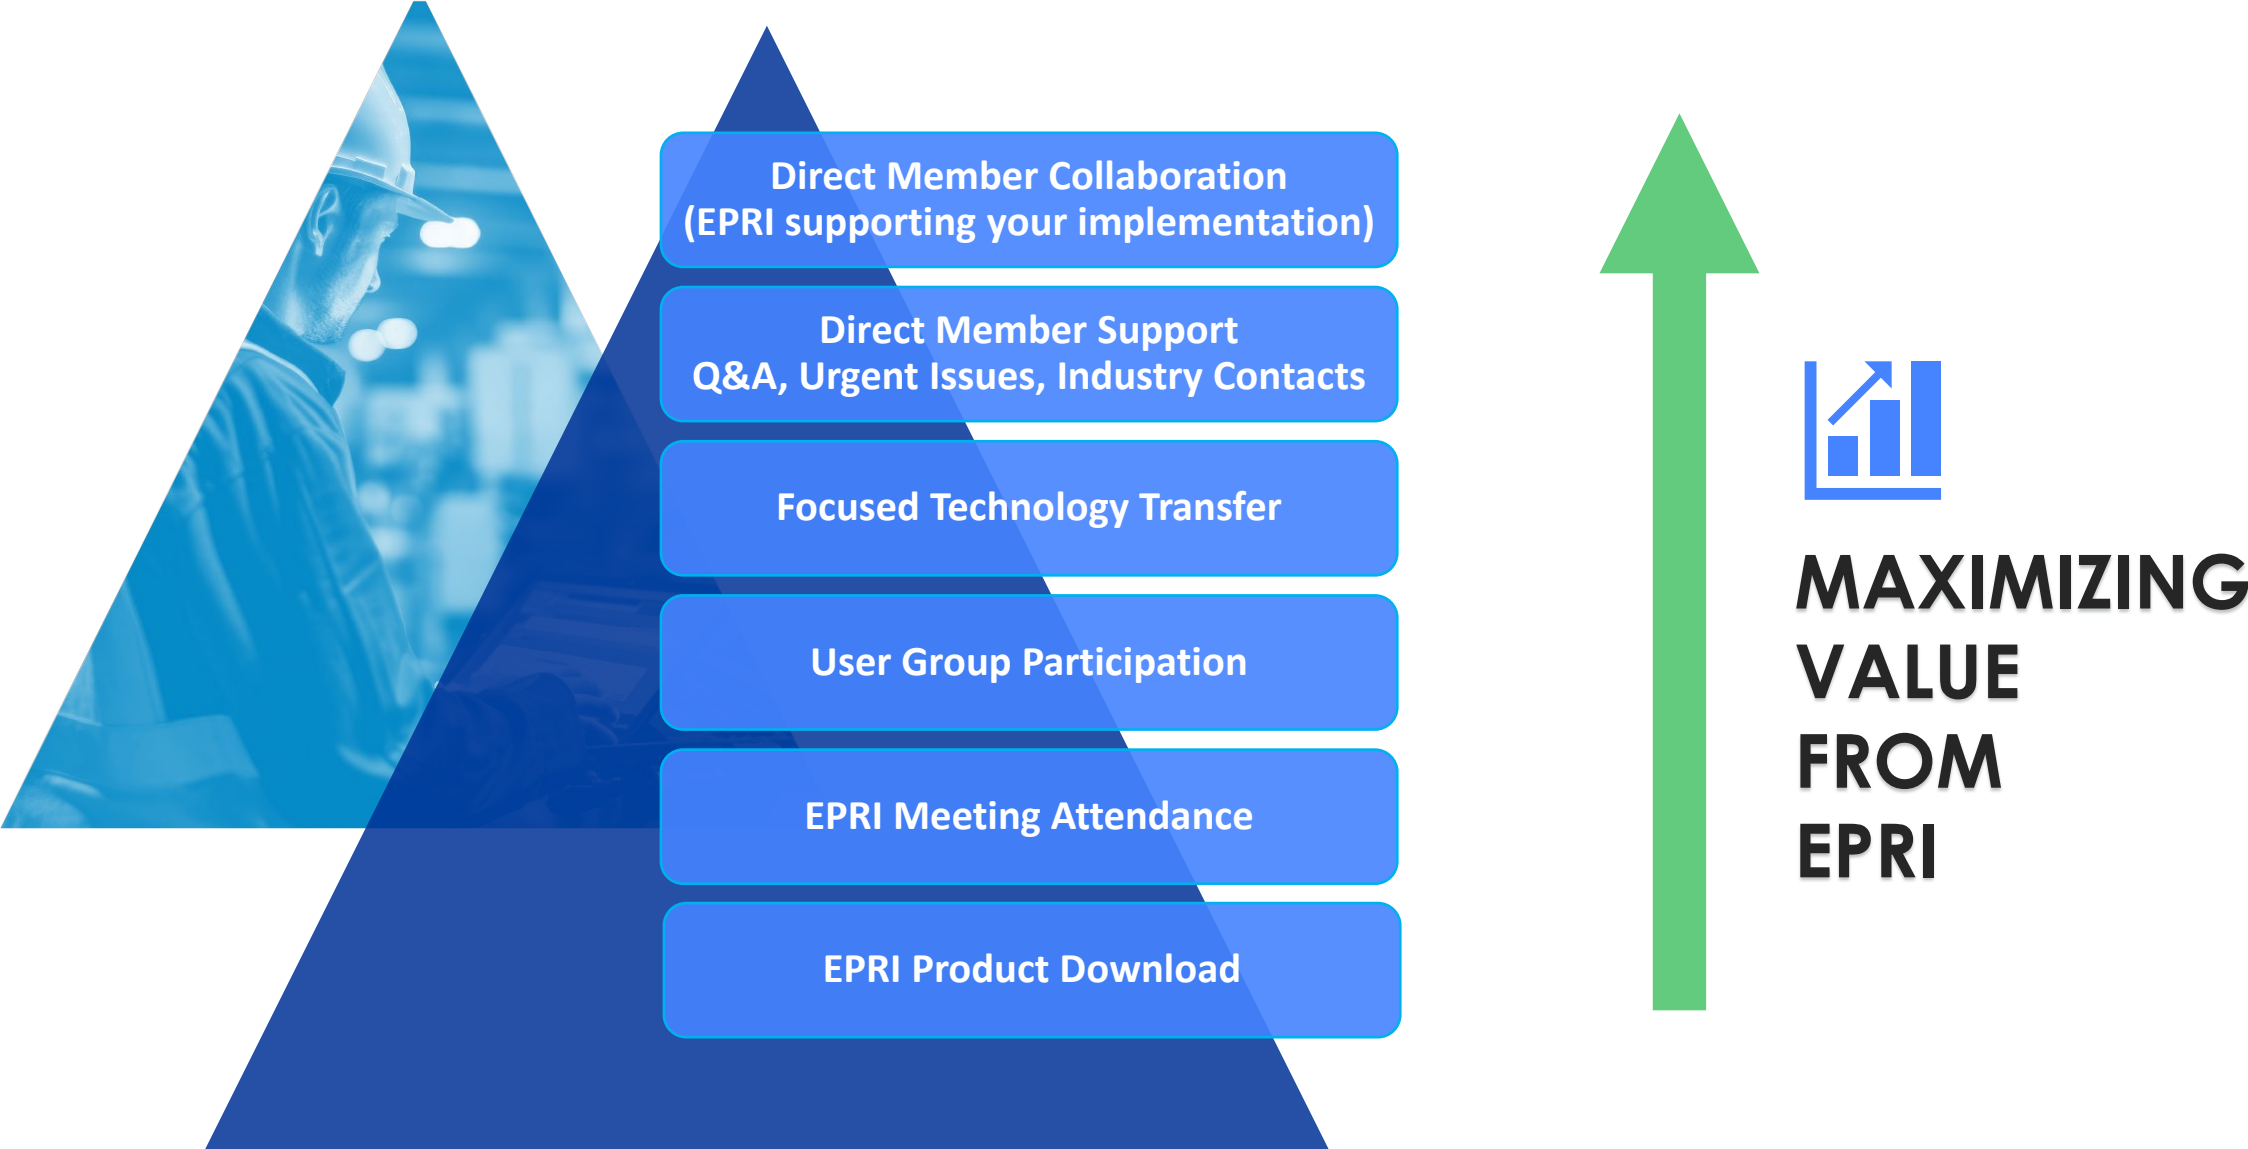 Direct Member Collaboration
(EPRI supporting your implementation)
Direct Member Support
Q&A, Urgent Issues, Industry Contacts
Focused Technology Transfer
User Group Participation
EPRI Meeting Attendance
EPRI Product Download
MAXIMIZING
VALUE
FROM
EPRI